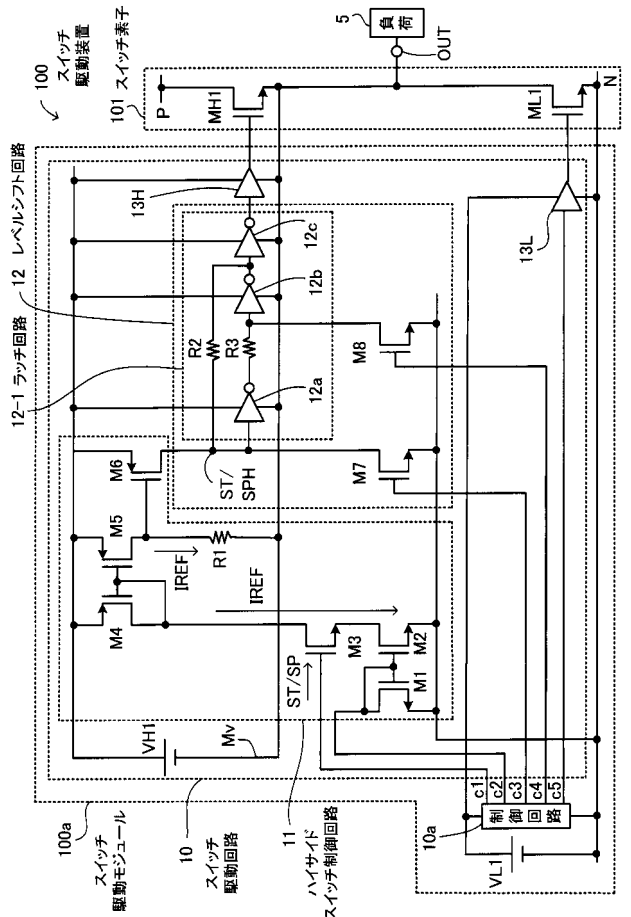 100 スイッチ
駆動装置
101 スイッチ素子
5
負荷
OUT
P
MH1
ML1
N
13H
13L
12 レベルシフト回路
12-1 ラッチ回路
12c
12b
12a
R2
R3
M8
M7
ST/
SPH
M6
M5
M4
IREF
R1
IREF
ST/SP
M3
M2
M1
VH1
Mv
100a
スイッチ
駆動モジュール
10
スイッチ
駆動回路
11
ハイサイド
スイッチ制御回路
10a
制御回路
c1
c2
c3
c4
c5
VL1